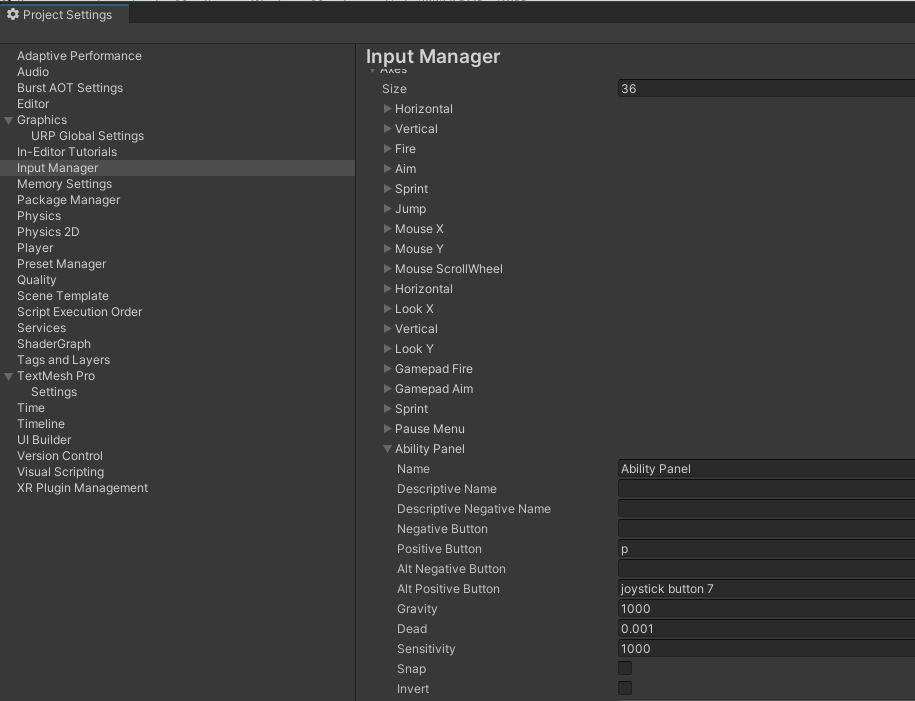 Project Settings
Adaptive Performance
Audio
Burst AOT Settings
Editor
Graphics
URP Global Settings
In-Editor Tutorials
Input Manager
Memory Settings
Package Manager
Physics
Physics 2D
Player
Preset Manager
Quality
Scene Template
Script Execution Order
Services
ShaderGraph
Tags and Layers
TextMesh Pro
Settings
Time
Timeline
UI Builder
Version Control
Visual Scripting
XR Plugin Management
Input Manager
Axes
Size 36
Horizontal
Vertical
Fire
Aim
Sprint
Jump
Mouse X
Mouse Y
Mouse ScrollWheel
Horizontal
Look X
Vertical
Look Y
Gamepad Fire
Gamepad Aim
Sprint
Pause Menu
Ability Panel
Name Ability Panel
Descriptive Name
Descriptive Negative Name
Negative Button
Positive Button p
Alt Negative Button
Alt Positive Button joystick button 7
Gravity 1000
Dead 0.001
Sensitivity 1000
Snap
Invert